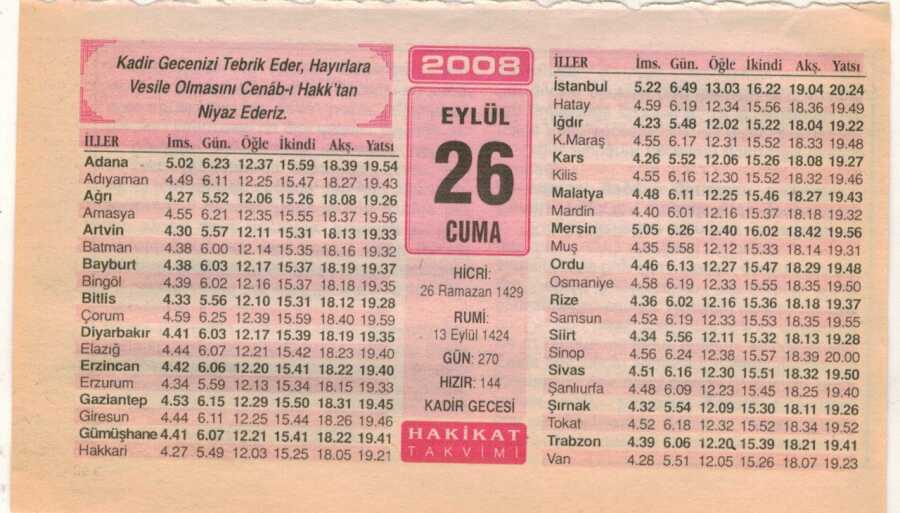 Kadir Gecenizi Tebrik Eder, Hayırlara
Vesile Olmasını Cenâb-ı Hakk'tan
Niyaz Ederiz.
İLLER İms. Gün. Öğle İkindi Akş. Yatsı
Adana 5.02 6.23 12.37 15.59 18.39 19.54
Adıyaman 4.49 6.11 12.25 15.47 18.27 19.43
Ağrı 4.27 5.52 12.06 15.26 18.08 19.26
Amasya 4.55 6.21 12.35 15.55 18.37 19.56
Artvin 4.30 5.57 12.11 15.31 18.13 19.33
Batman 4.38 6.00 12.14 15.35 18.16 19.32
Bayburt 4.38 6.03 12.17 15.37 18.19 19.37
Bingöl 4.39 6.02 12.16 15.37 18.18 19.35
Bitlis 4.33 5.56 12.10 15.31 18.12 19.28
Çorum 4.59 6.25 12.39 15.59 18.40 19.59
Diyarbakır 4.41 6.03 12.17 15.39 18.19 19.35
Elazığ 4.44 6.07 12.21 15.42 18.23 19.40
Erzincan 4.42 6.06 12.20 15.41 18.22 19.40
Erzurum 4.34 5.59 12.13 15.34 18.15 19.33
Gaziantep 4.53 6.15 12.29 15.50 18.31 19.45
Giresun 4.44 6.11 12.25 15.44 18.26 19.46
Gümüşhane 4.41 6.07 12.21 15.41 18.22 19.41
Hakkari 4.27 5.49 12.03 15.25 18.05 19.21
2008
EYLÜL
26
CUMA
HİCRİ:
26 Ramazan 1429
RUMİ:
13 Eylül 1424
GÜN: 270
HIZIR: 144
KADİR GECESİ
HAKİKAT
TAKVİMİ
İLLER İms. Gün. Öğle İkindi Akş. Yatsı
İstanbul 5.22 6.49 13.03 16.22 19.04 20.24
Hatay 4.59 6.19 12.34 15.56 18.36 19.49
Iğdır 4.23 5.48 12.02 15.22 18.04 19.22
K.Maraş 4.55 6.17 12.31 15.52 18.33 19.48
Kars 4.26 5.52 12.06 15.26 18.08 19.27
Kilis 4.55 6.16 12.30 15.52 18.32 19.46
Malatya 4.48 6.11 12.25 15.46 18.27 19.43
Mardin 4.40 6.01 12.16 15.37 18.18 19.32
Mersin 5.05 6.26 12.40 16.02 18.42 19.56
Muş 4.35 5.58 12.12 15.33 18.14 19.31
Ordu 4.46 6.13 12.27 15.47 18.29 19.48
Osmaniye 4.58 6.19 12.33 15.55 18.35 19.50
Rize 4.36 6.02 12.16 15.36 18.18 19.37
Samsun 4.52 6.19 12.33 15.53 18.35 19.55
Siirt 4.34 5.56 12.11 15.32 18.13 19.28
Sinop 4.56 6.24 12.38 15.57 18.39 20.00
Sivas 4.51 6.16 12.30 15.51 18.32 19.50
Şanlıurfa 4.48 6.09 12.23 15.45 18.25 19.40
Şırnak 4.32 5.54 12.09 15.30 18.11 19.26
Tokat 4.52 6.18 12.32 15.52 18.34 19.52
Trabzon 4.39 6.06 12.20 15.39 18.21 19.41
Van 4.28 5.51 12.05 15.26 18.07 19.23